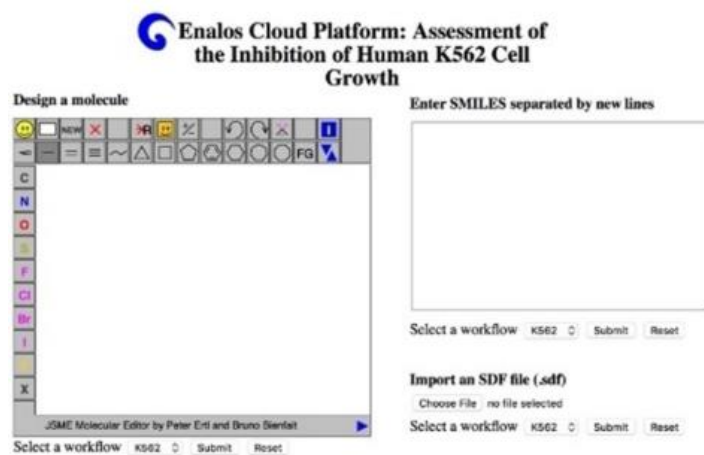 Enalos Cloud Platform: Assessment of
the Inhibition of Human K562 Cell
Growth
Design a molecule
NEW
FG
C
N
O
S
F
Cl
Br
I
X
JSME Molecular Editor by Peter Ertl and Bruno Bienfait
Select a workflow K562 Submit Reset
Enter SMILES separated by new lines
Select a workflow K562 Submit Reset
Import an SDF file (.sdf)
Choose File no file selected
Select a workflow K562 Submit Reset